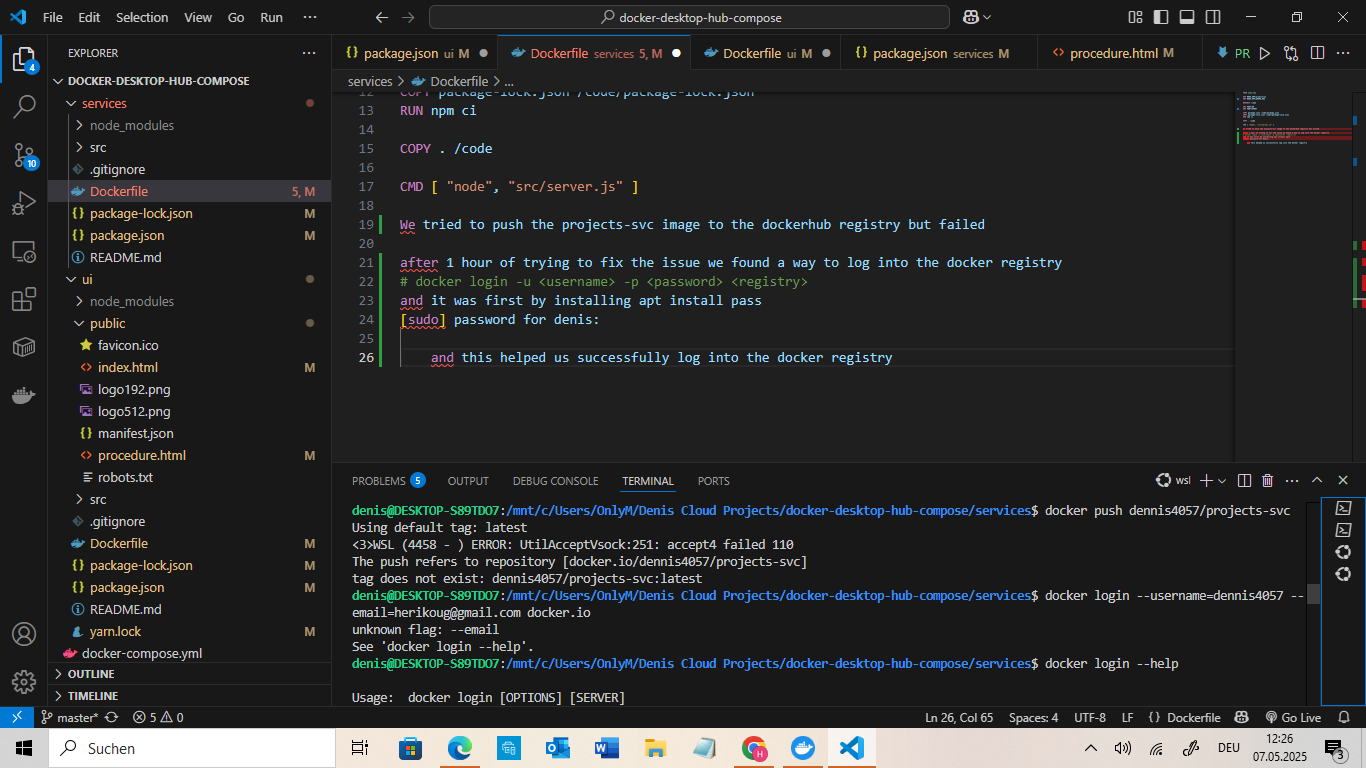 File Edit Selection View Go Run ···
docker-desktop-hub-compose
EXPLORER
package.json ui M
Dockerfile services 5, M
Dockerfile ui M
package.json services M
procedure.html M
PR
services > Dockerfile > ...
DOCKER-DESKTOP-HUB-COMPOSE
services
node_modules
src
.gitignore
Dockerfile 5, M
package-lock.json M
package.json M
README.md
ui
node_modules
public
favicon.ico
index.html M
logo192.png
logo512.png
manifest.json
procedure.html M
robots.txt
src
.gitignore
Dockerfile M
package-lock.json M
package.json M
README.md
yarn.lock M
docker-compose.yml
OUTLINE
TIMELINE
12 COPY package-lock.json /code/package-lock.json
13 RUN npm ci
14
15 COPY . /code
16
17 CMD [ "node", "src/server.js" ]
18
19 We tried to push the projects-svc image to the dockerhub registry but failed
20
21 after 1 hour of trying to fix the issue we found a way to log into the docker registry
22 # docker login -u <username> -p <password> <registry>
23 and it was first by installing apt install pass
24 [sudo] password for denis:
25
26 and this helped us successfully log into the docker registry
PROBLEMS 5 OUTPUT DEBUG CONSOLE TERMINAL PORTS
wsl
denis@DESKTOP-S89TDO7:/mnt/c/Users/OnlyM/Denis Cloud Projects/docker-desktop-hub-compose/services$ docker push dennis4057/projects-svc
Using default tag: latest
<3>WSL (4458 - ) ERROR: UtilAcceptVsock:251: accept4 failed 110
The push refers to repository [docker.io/dennis4057/projects-svc]
tag does not exist: dennis4057/projects-svc:latest
denis@DESKTOP-S89TDO7:/mnt/c/Users/OnlyM/Denis Cloud Projects/docker-desktop-hub-compose/services$ docker login --username=dennis4057 --
email=herikoug@gmail.com docker.io
unknown flag: --email
See 'docker login --help'.
denis@DESKTOP-S89TDO7:/mnt/c/Users/OnlyM/Denis Cloud Projects/docker-desktop-hub-compose/services$ docker login --help
Usage:  docker login [OPTIONS] [SERVER]
4
10
master* 5 0
Ln 26, Col 65 Spaces: 4 UTF-8 LF {} Dockerfile Go Live
Suchen
DEU
12:26
07.05.2025
3